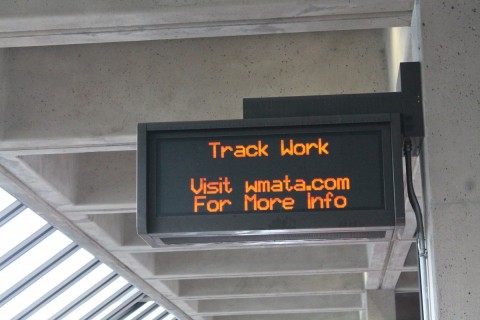 Track Work
Visit wmata.com
For More Info